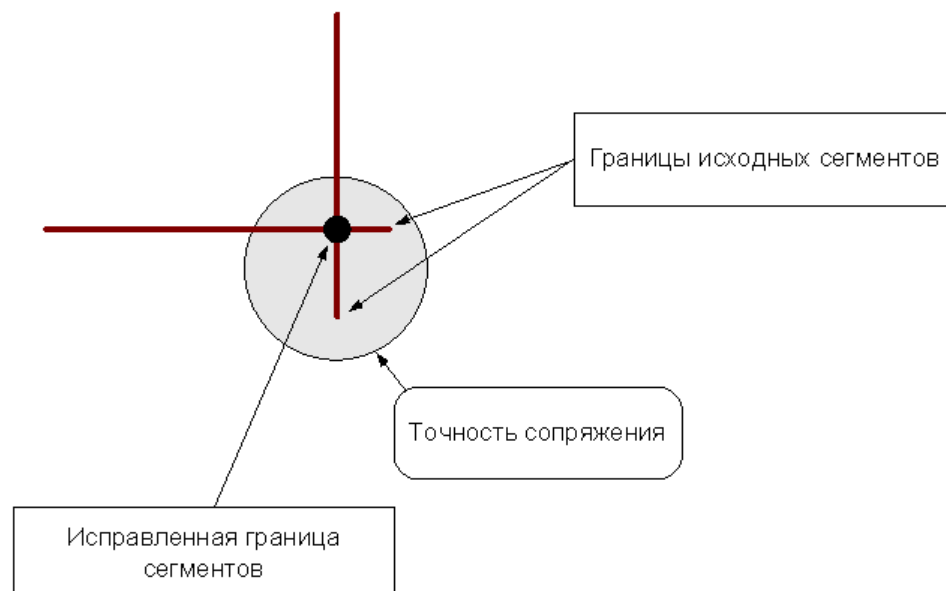 Границы исходных сегментов
Точность сопряжения
Исправленная граница
сегментов